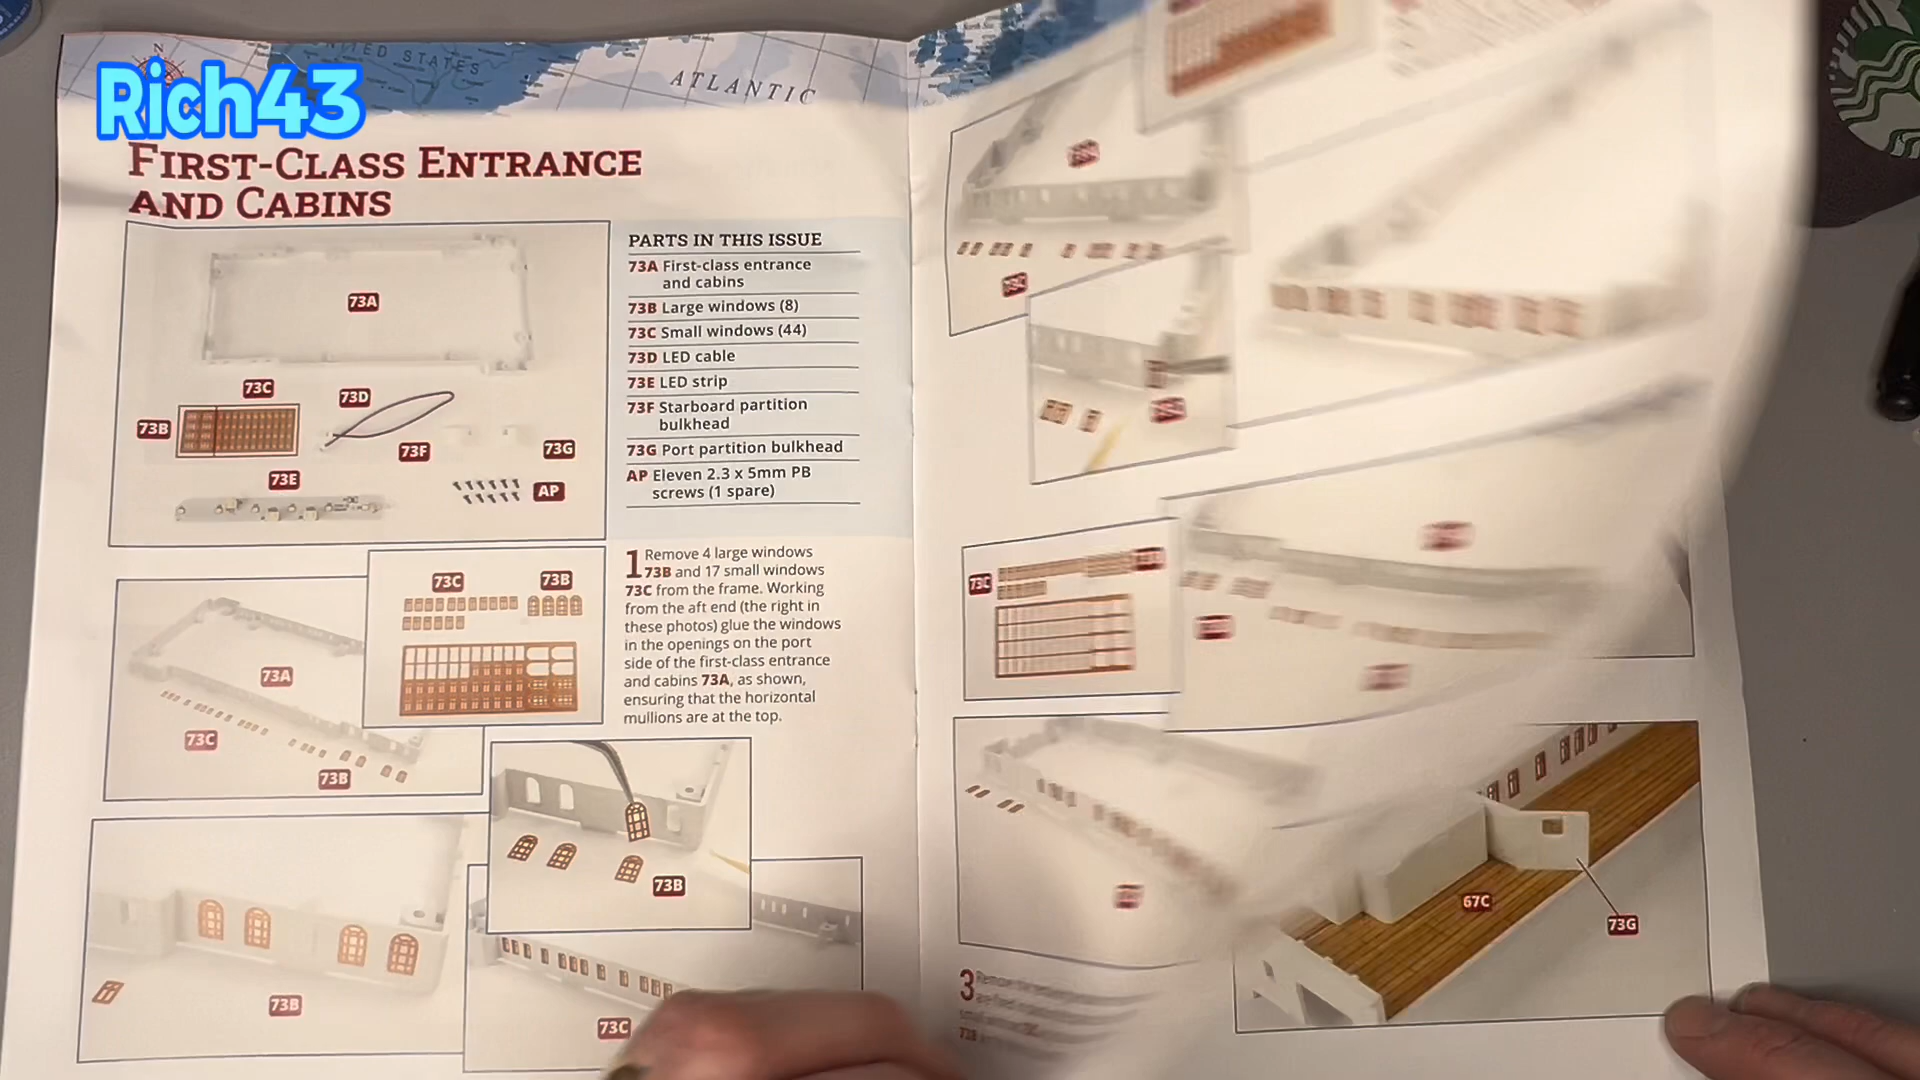 N
UNITED STATES
ATLANTIC
Rich43
FIRST-CLASS ENTRANCE
AND CABINS
73A
73C
73D
73B
73F
73G
73E
AP
PARTS IN THIS ISSUE
73A First-class entrance
and cabins
73B Large windows (8)
73C Small windows (44)
73D LED cable
73E LED strip
73F Starboard partition
bulkhead
73G Port partition bulkhead
AP Eleven 2.3 x 5mm PB
screws (1 spare)
73C
73B
73A
73C
73B
1 Remove 4 large windows
73B and 17 small windows
73C from the frame. Working
from the aft end (the right in
these photos) glue the windows
in the openings on the port
side of the first-class entrance
and cabins 73A, as shown,
ensuring that the horizontal
mullions are at the top.
73B
73B
73C
73C
67C
73G
3 Remove